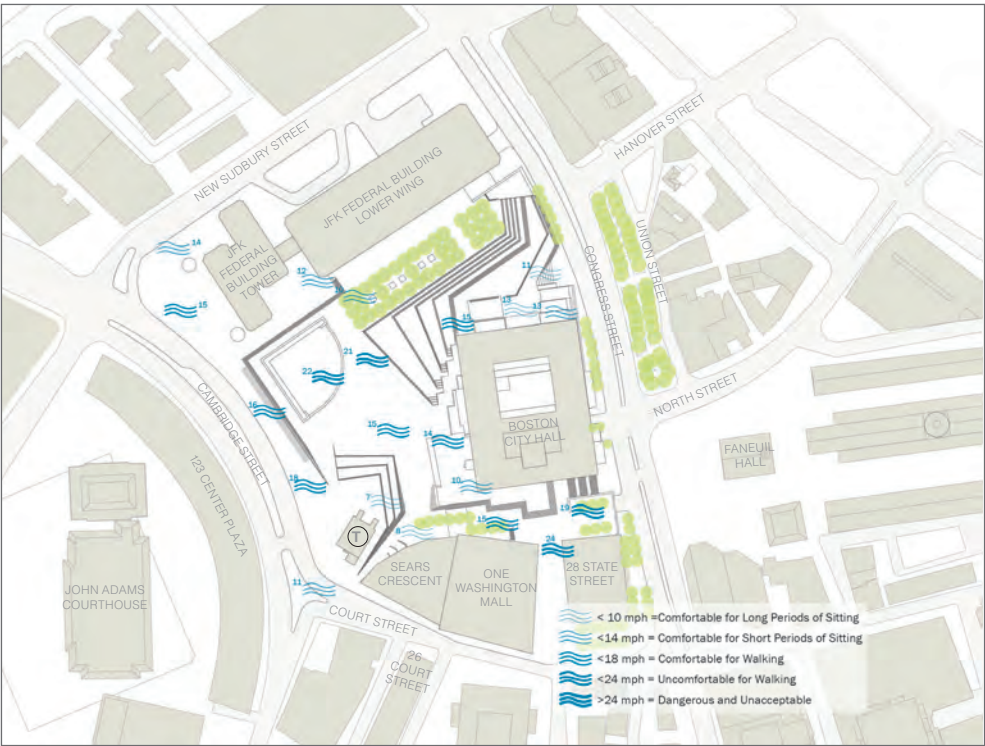 HANOVER STREET
NEW SUDBURY STREET
JFK FEDERAL BUILDING
LOWER WING
UNION STREET
14
JFK
FEDERAL
BUILDING
TOWER
CONGRESS STREET
12
11
15
13
13
15
21
22
NORTH STREET
CAMBRIDGE STREET
16
15
14
BOSTON
CITY HALL
FANEUIL
HALL
123 CENTER PLAZA
18
10
7
19
15
8
T
24
SEARS
CRESCENT
ONE
WASHINGTON
MALL
28 STATE
STREET
JOHN ADAMS
COURTHOUSE
11
COURT STREET
26
COURT
STREET
< 10 mph =Comfortable for Long Periods of Sitting
<14 mph = Comfortable for Short Periods of Sitting
<18 mph = Comfortable for Walking
<24 mph = Uncomfortable for Walking
>24 mph = Dangerous and Unacceptable